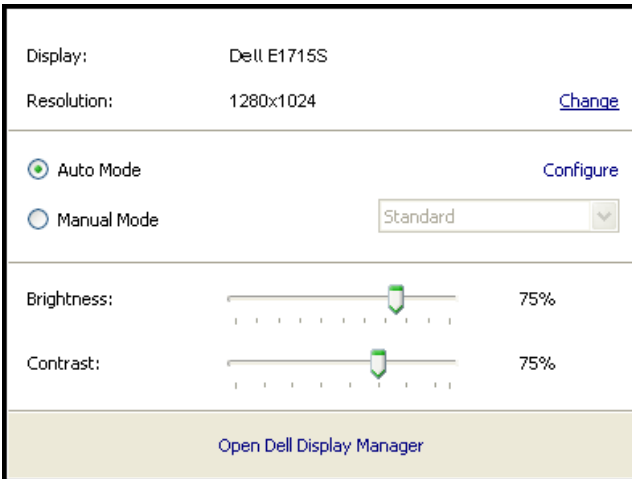 Display: Dell E1715S
Resolution: 1280x1024 Change
Auto Mode Configure
Manual Mode Standard
Brightness: 75%
Contrast: 75%
Open Dell Display Manager